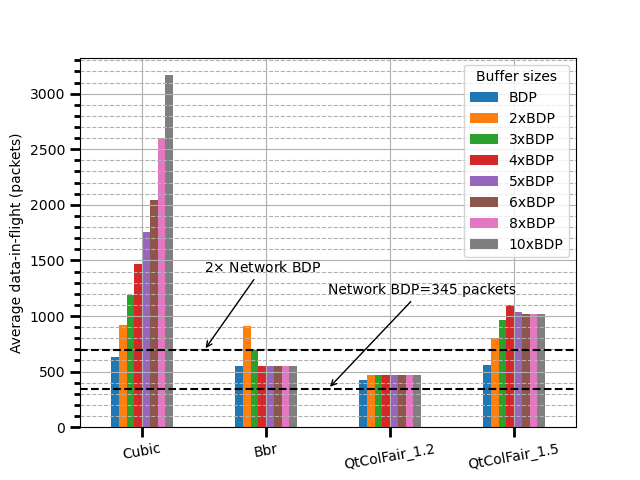 Average data-in-flight (packets)
3000
2500
2000
1500
1000
500
0
Buffer sizes
BDP
2xBDP
3xBDP
4xBDP
5xBDP
6xBDP
8xBDP
10xBDP
2× Network BDP
Network BDP=345 packets
Cubic
Bbr
QtColFair_1.2
QtColFair_1.5